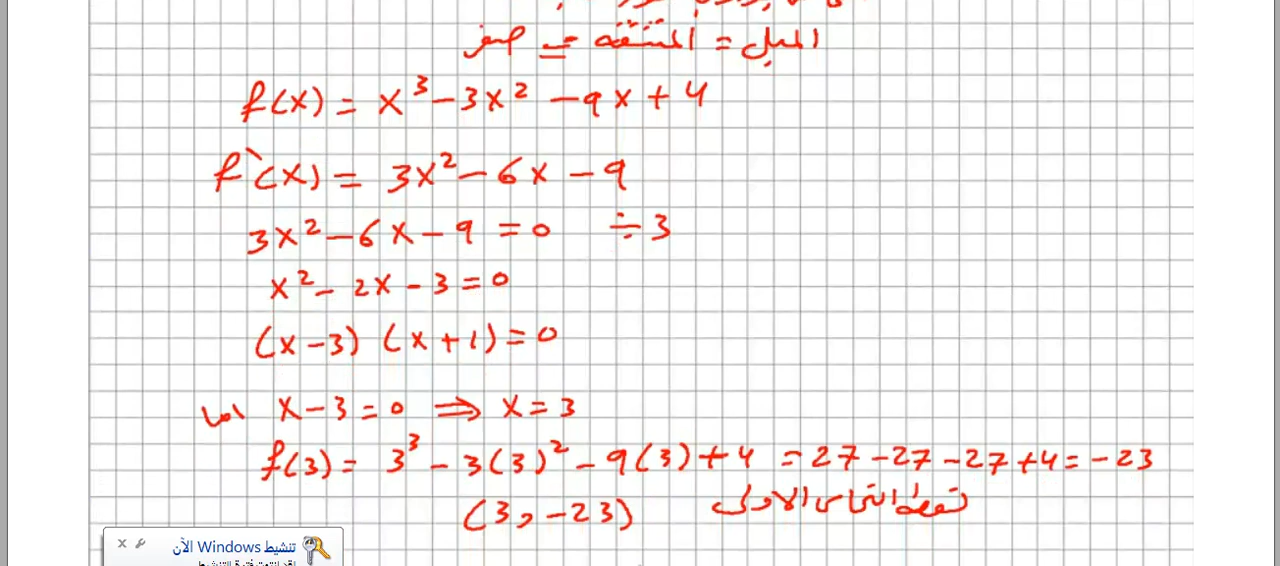 الميل = المشتقة = صفر
f(x) = x³ - 3x² - 9x + 4
f`(x) = 3x² - 6x - 9
3x² - 6x - 9 = 0 ÷ 3
x² - 2x - 3 = 0
(x - 3) (x + 1) = 0
اما x - 3 = 0 ⇒ x = 3
f(3) = 3³ - 3(3)² - 9(3) + 4 = 27 - 27 - 27 + 4 = -23
(3, -23) نقطة التماس الاولى
تنشيط Windows الآن